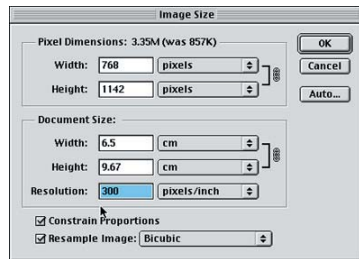 Image Size
Pixel Dimensions: 3.35M (was 857K)
Width: 768 pixels
Height: 1142 pixels
OK
Cancel
Auto...
Document Size:
Width: 6.5 cm
Height: 9.67 cm
Resolution: 300 pixels/inch
Constrain Proportions
Resample Image: Bicubic